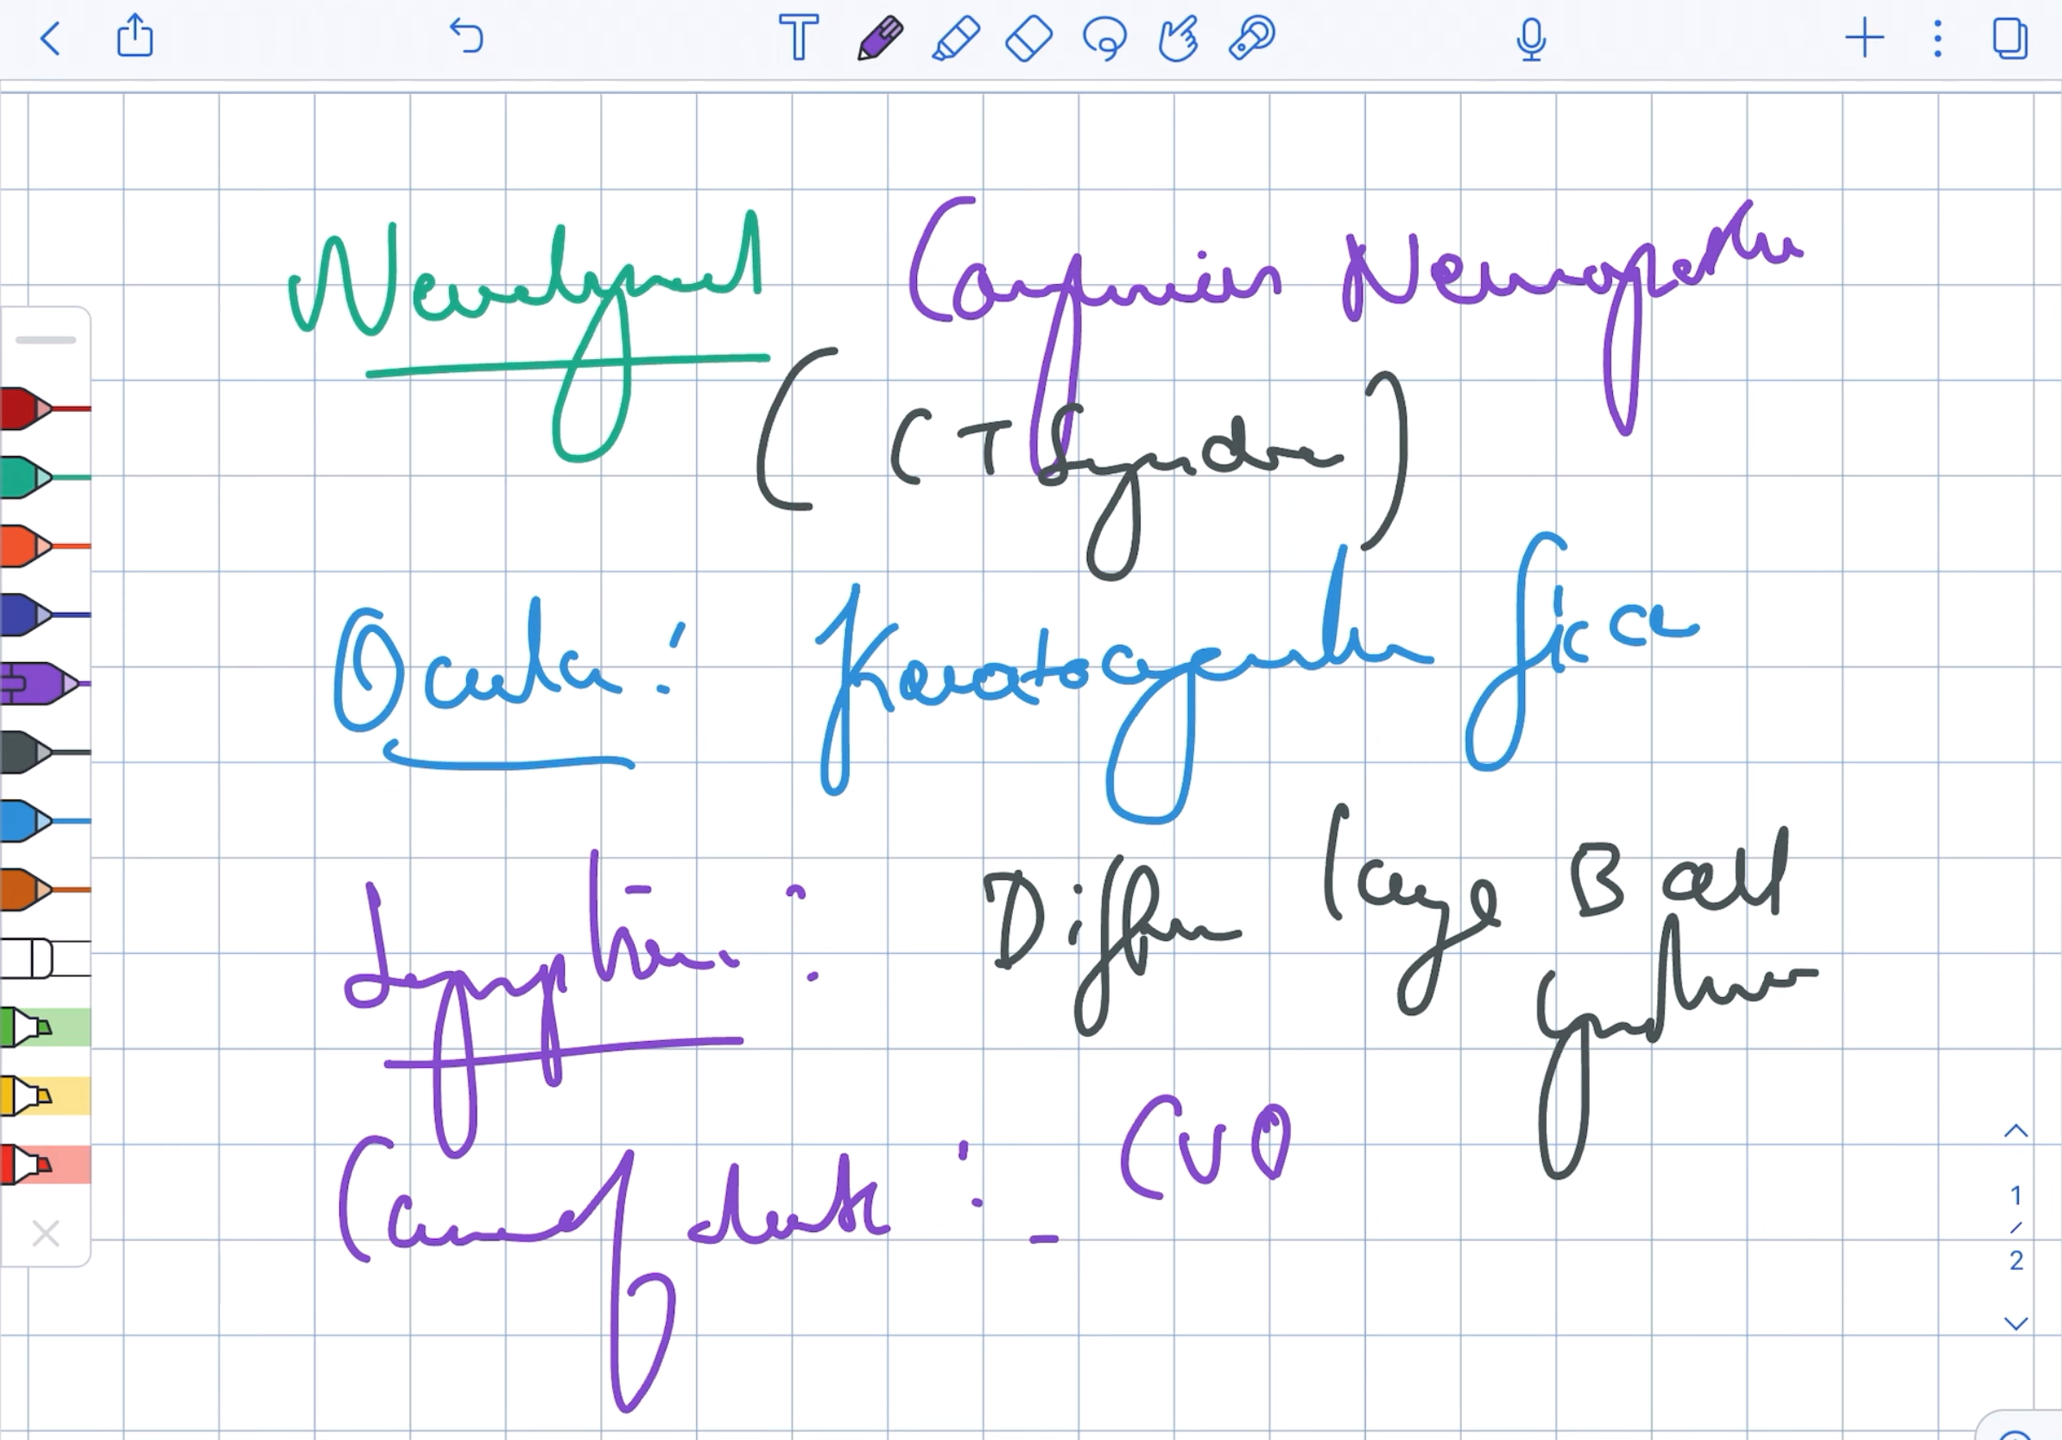 Neurological Compression Neuropathy
(CT Syndrome)
Ocular: Keratoconjunctivitis Sicca
Lymphoma: Diffuse large B cell
lymphoma
Cause of death :- CVD
1
/
2